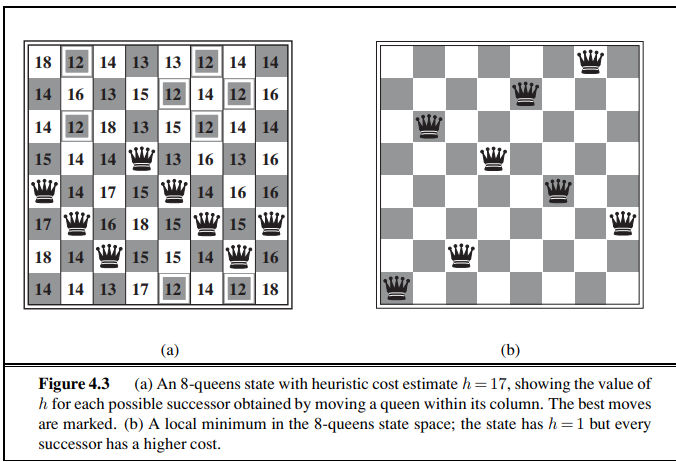 18 12 14 13 13 12 14 14
14 16 13 15 12 14 12 16
14 12 18 13 15 12 14 14
15 14 14 13 16 13 16
14 17 15 14 16 16
17 16 18 15 15
18 14 15 15 14 16
14 14 13 17 12 14 12 18
(a)
(b)
Figure 4.3 (a) An 8-queens state with heuristic cost estimate h = 17, showing the value of
h for each possible successor obtained by moving a queen within its column. The best moves
are marked. (b) A local minimum in the 8-queens state space; the state has h = 1 but every
successor has a higher cost.